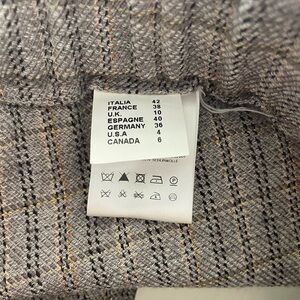 ITALIA 42
FRANCE 38
U.K. 10
ESPAGNE 40
GERMANY 36
U.S.A 4
CANADA 6